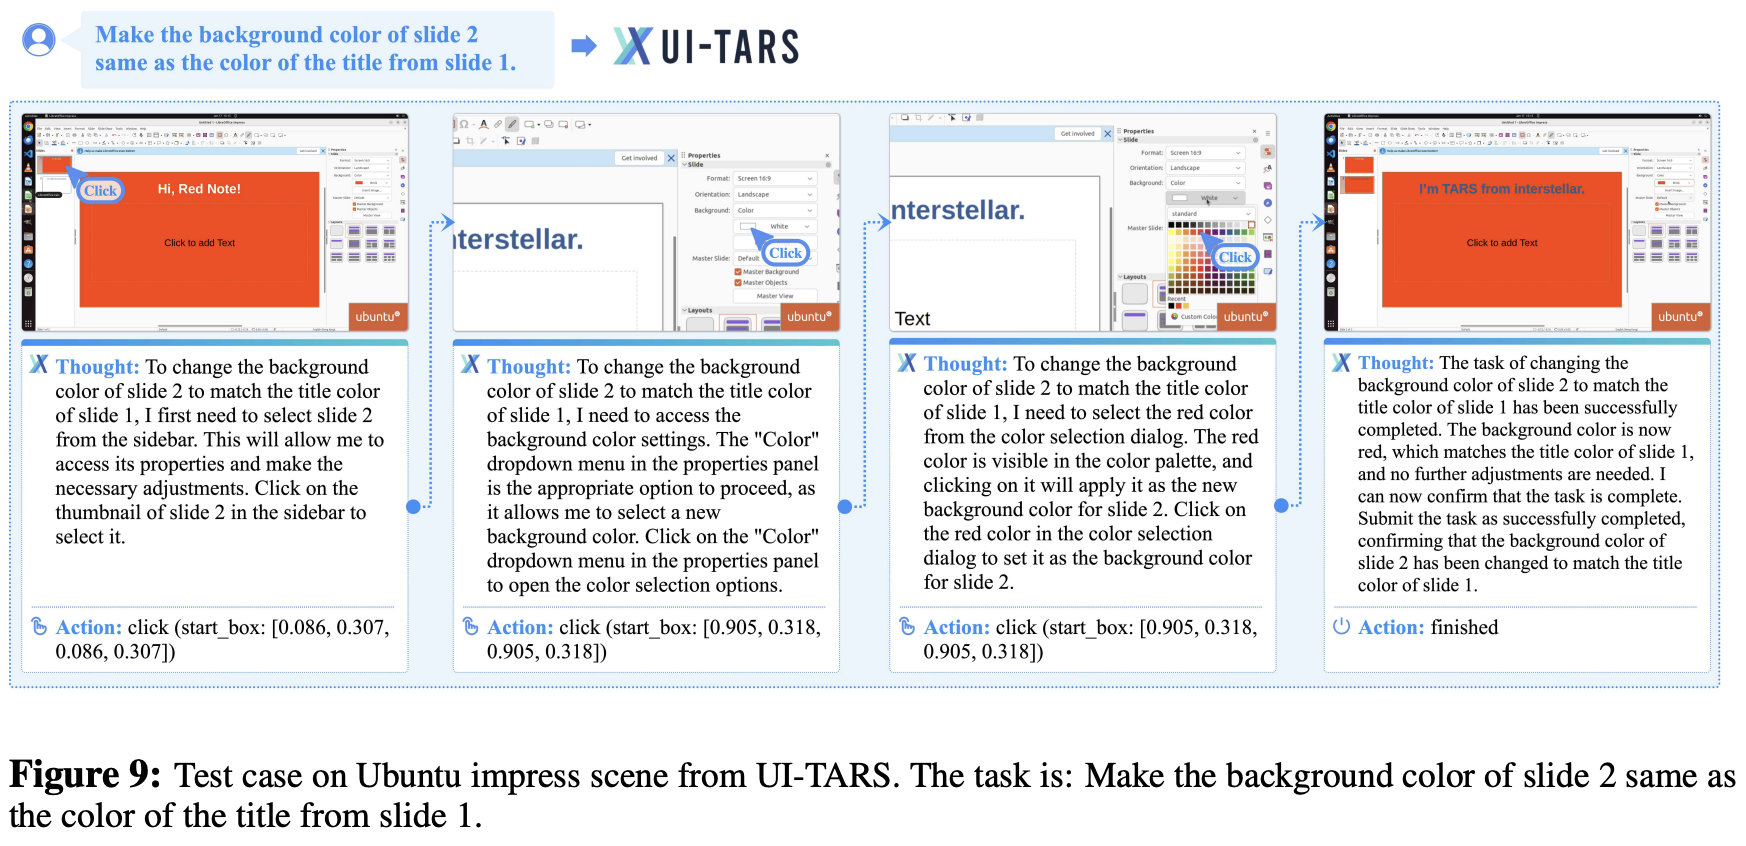 Make the background color of slide 2
same as the color of the title from slide 1.
UI-TARS
Hi, Red Note!
Click
Click to add Text
ubuntu
Get involved
Properties
Slide
Format: Screen 16:9
Orientation: Landscape
Background: Color
White
Click
Master Slide: Default
Master Background
Master Objects
Master View
Layouts
nterstellar.
ubuntu
Get involved
Properties
Slide
Format: Screen 16:9
Orientation: Landscape
Background: Color
White
standard
Master Slide:
Click
Layouts
Recent
Custom Color
nterstellar.
Text
ubuntu
I'm TARS from interstellar.
Click to add Text
ubuntu
Thought: To change the background
color of slide 2 to match the title color
of slide 1, I first need to select slide 2
from the sidebar. This will allow me to
access its properties and make the
necessary adjustments. Click on the
thumbnail of slide 2 in the sidebar to
select it.
Action: click (start_box: [0.086, 0.307,
0.086, 0.307])
Thought: To change the background
color of slide 2 to match the title color
of slide 1, I need to access the
background color settings. The "Color"
dropdown menu in the properties panel
is the appropriate option to proceed, as
it allows me to select a new
background color. Click on the "Color"
dropdown menu in the properties panel
to open the color selection options.
Action: click (start_box: [0.905, 0.318,
0.905, 0.318])
Thought: To change the background
color of slide 2 to match the title color
of slide 1, I need to select the red color
from the color selection dialog. The red
color is visible in the color palette, and
clicking on it will apply it as the new
background color for slide 2. Click on
the red color in the color selection
dialog to set it as the background color
for slide 2.
Action: click (start_box: [0.905, 0.318,
0.905, 0.318])
Thought: The task of changing the
background color of slide 2 to match the
title color of slide 1 has been successfully
completed. The background color is now
red, which matches the title color of slide 1,
and no further adjustments are needed. I
can now confirm that the task is complete.
Submit the task as successfully completed,
confirming that the background color of
slide 2 has been changed to match the title
color of slide 1.
Action: finished
Figure 9: Test case on Ubuntu impress scene from UI-TARS. The task is: Make the background color of slide 2 same as
the color of the title from slide 1.